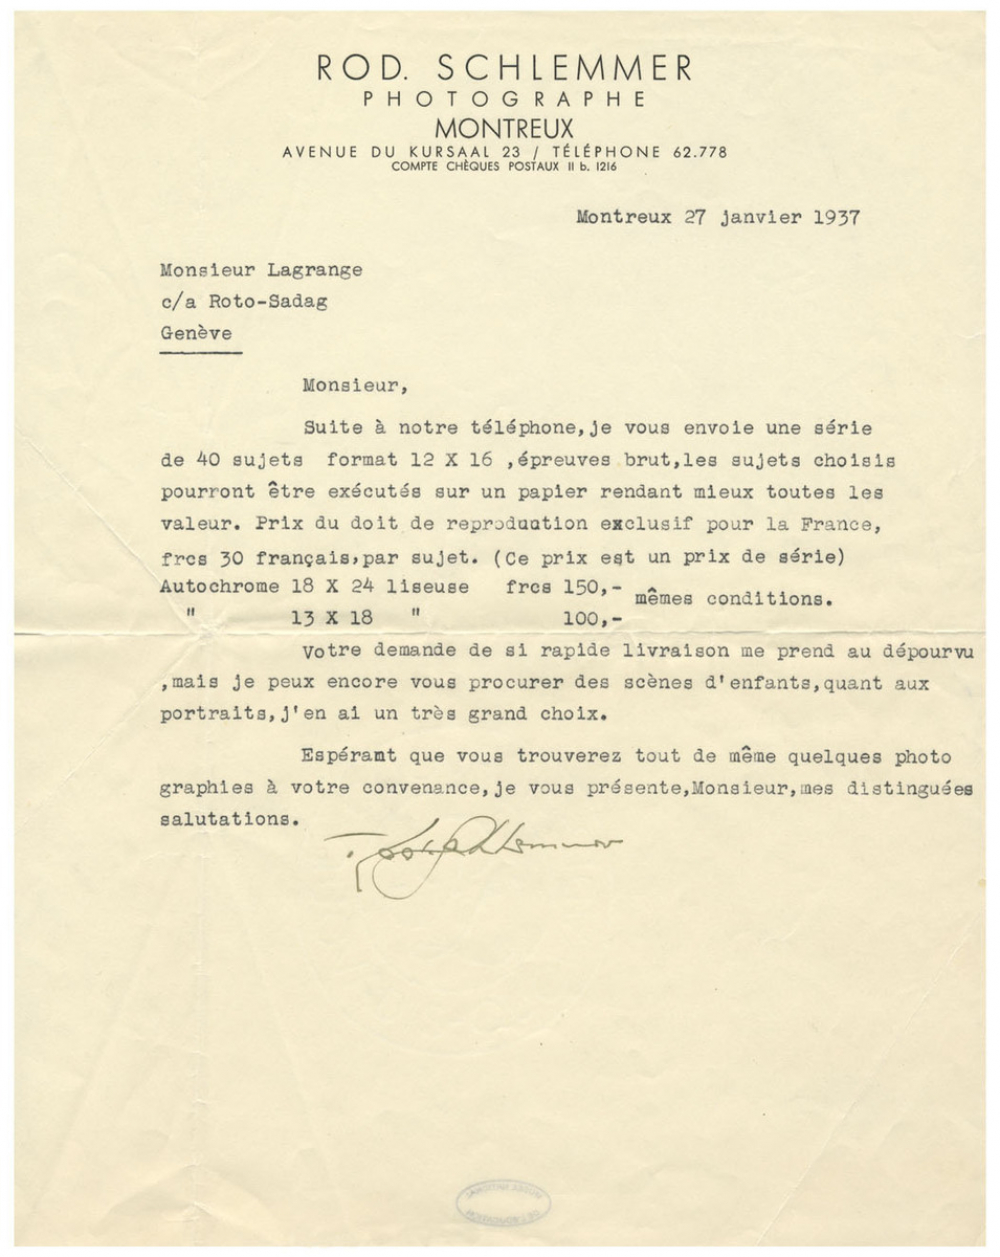 ROD. SCHLEMMER
PHOTOGRAPHE
MONTREUX
AVENUE DU KURSAAL 23 / TÉLÉPHONE 62.778
COMPTE CHÈQUES POSTAUX II b. 1216
Montreux 27 janvier 1937
Monsieur Lagrange
c/a Roto-Sadag
Genève
Monsieur,
Suite à notre téléphone,je vous envoie une série
de 40 sujets format 12 X 16 ,épreuves brut,les sujets choisis
pourront être exécutés sur un papier rendant mieux toutes les
valeur. Prix du doit de reproduction exclusif pour la France,
frcs 30 français,par sujet. (Ce prix est un prix de série)
Autochrome 18 X 24 liseuse frcs 150,- mêmes conditions.
" 13 X 18 " 100,-
Votre demande de si rapide livraison me prend au dépourvu
,mais je peux encore vous procurer des scènes d'enfants,quant aux
portraits,j'en ai un très grand choix.
Espérant que vous trouverez tout de même quelques photo
graphies à votre convenance,je vous présente,Monsieur,mes distinguées
salutations.
Rod. Schlemmer